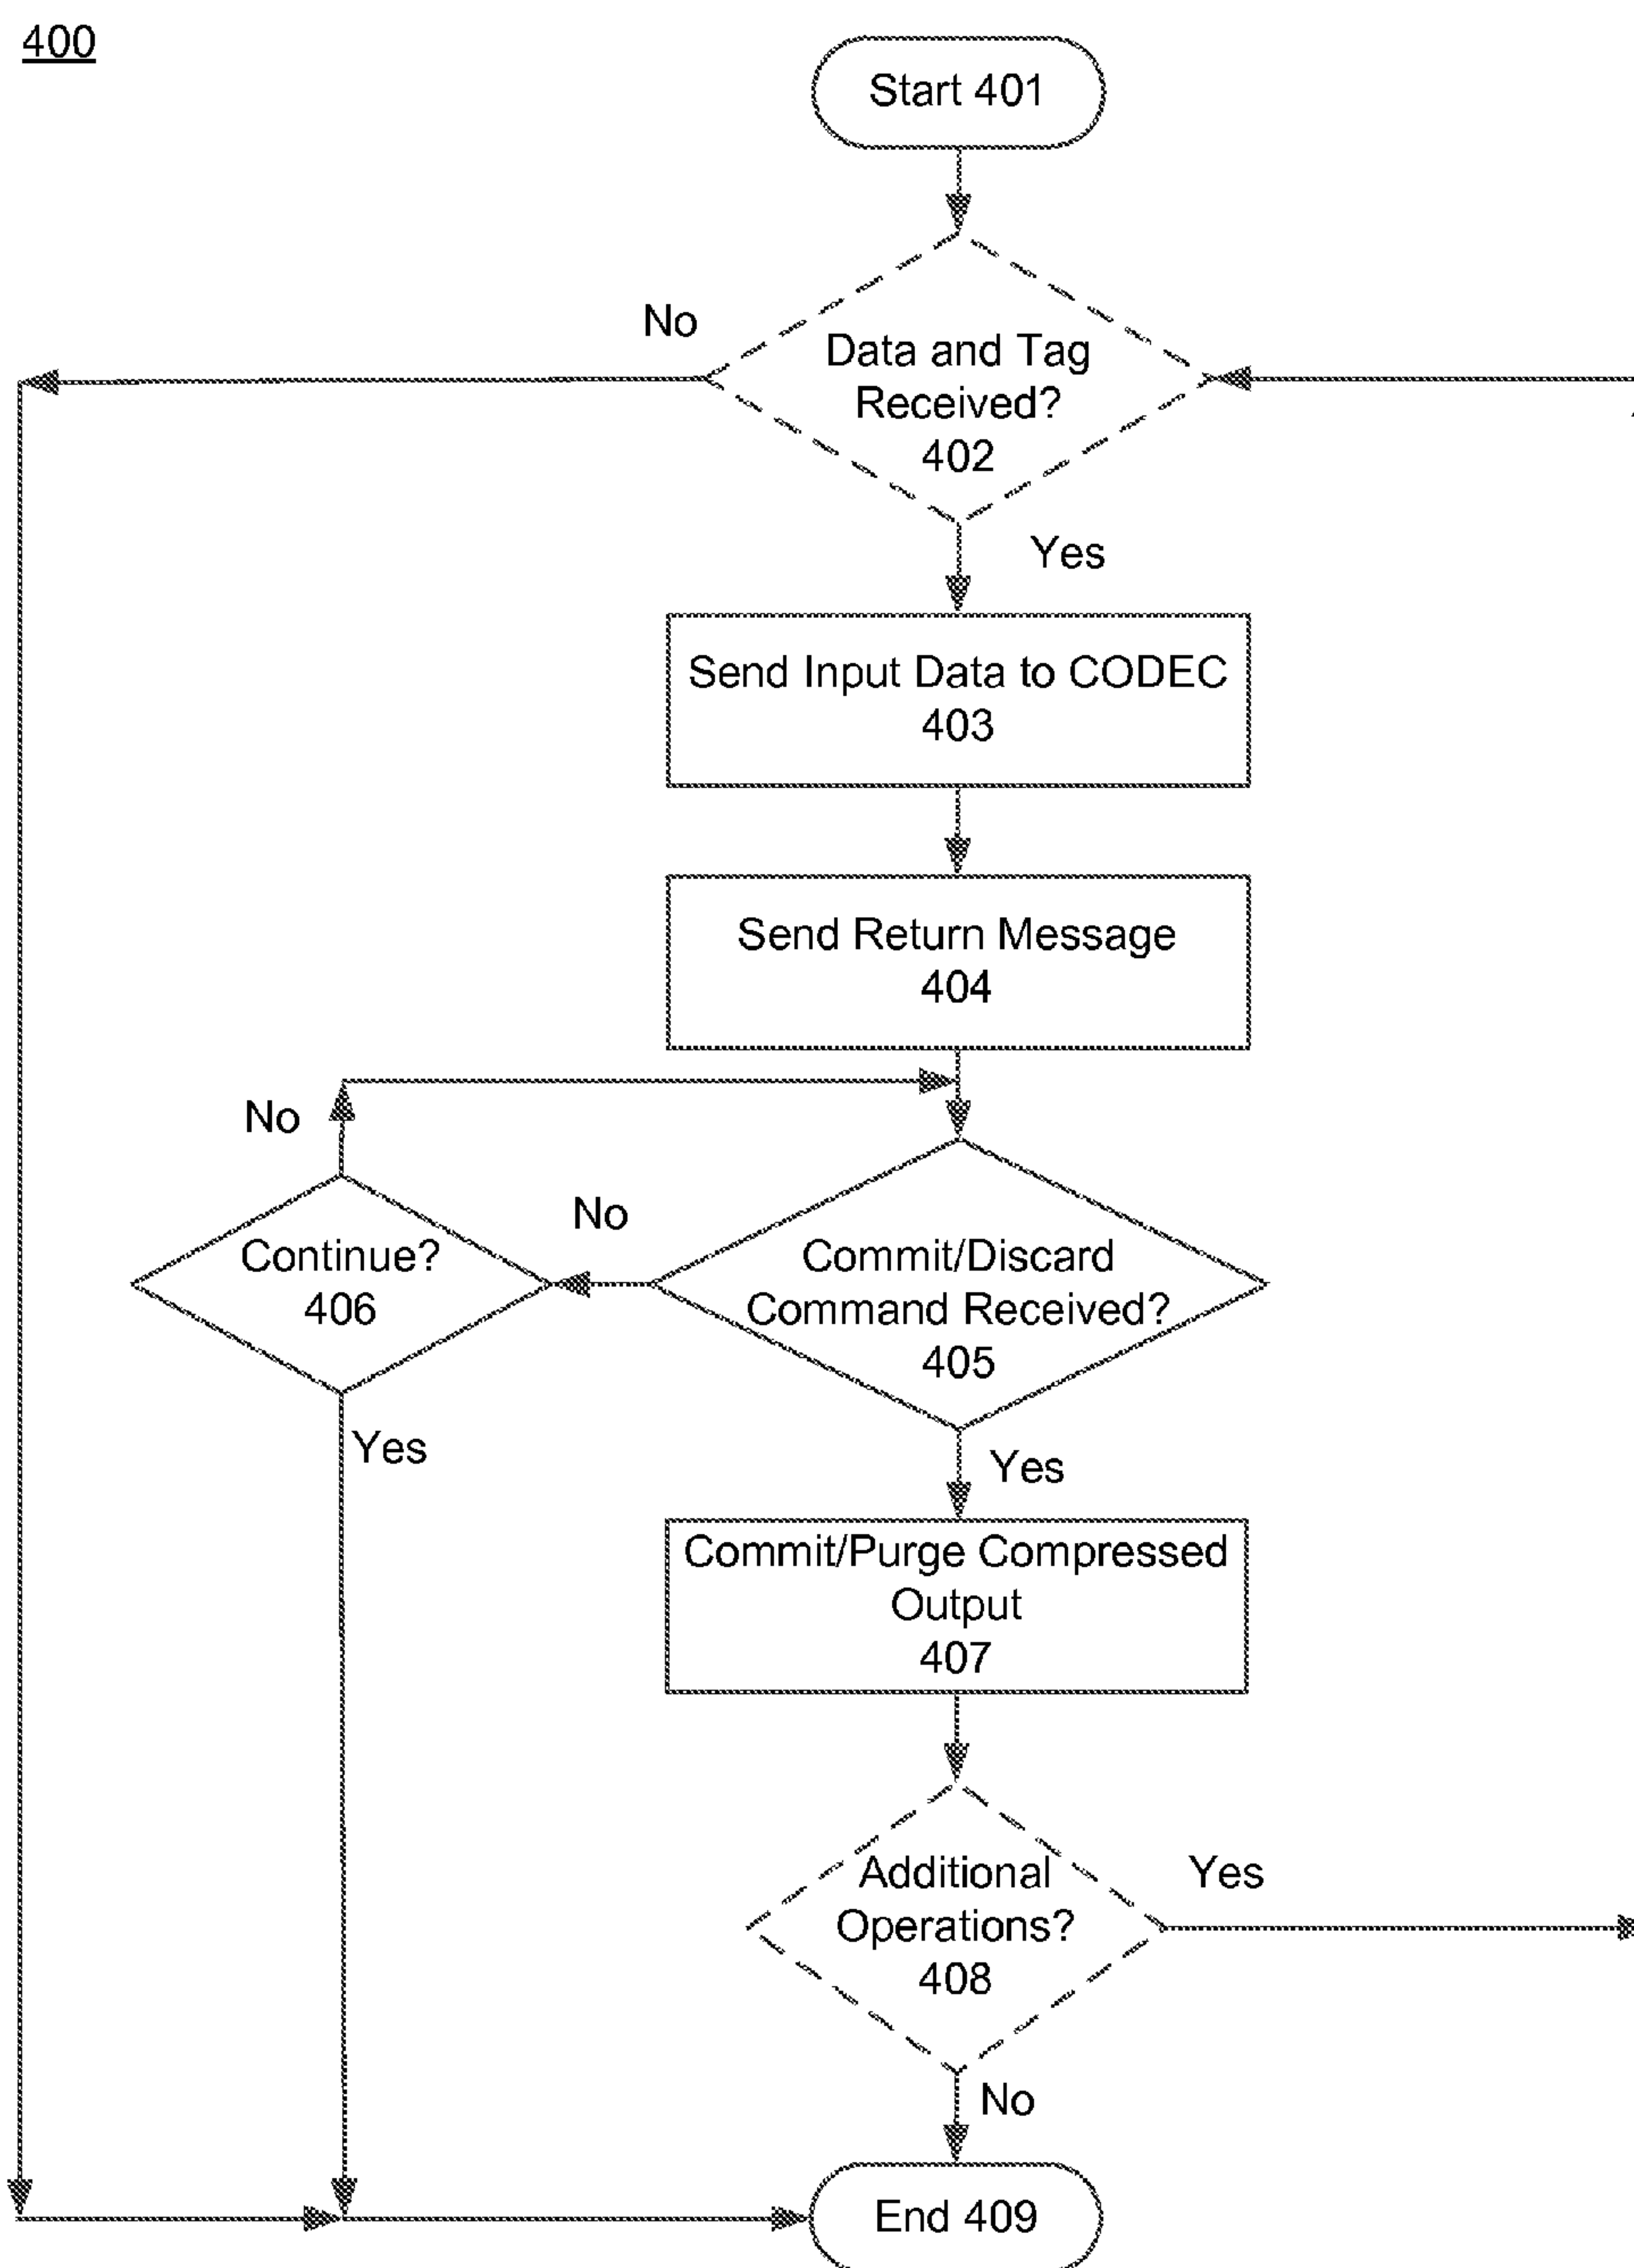 400
Start 401
No
Data and Tag
Received?
402
Yes
Send Input Data to CODEC
403
Send Return Message
404
No
No
Continue?
406
Commit/Discard
Command Received?
405
Yes
Yes
Commit/Purge Compressed
Output
407
Additional
Operations?
408
Yes
No
End 409